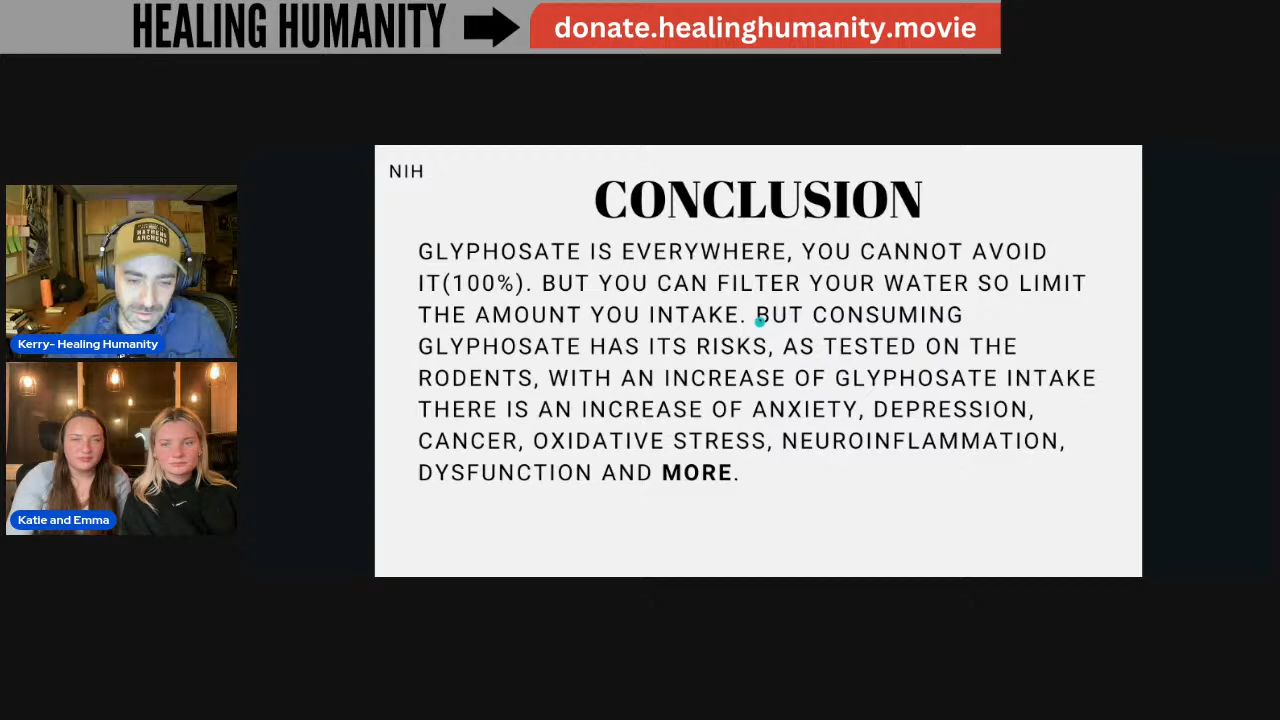 HEALING HUMANITY
donate.healinghumanity.movie
NIH
CONCLUSION
GLYPHOSATE IS EVERYWHERE, YOU CANNOT AVOID
IT(100%). BUT YOU CAN FILTER YOUR WATER SO LIMIT
THE AMOUNT YOU INTAKE. BUT CONSUMING
GLYPHOSATE HAS ITS RISKS, AS TESTED ON THE
RODENTS, WITH AN INCREASE OF GLYPHOSATE INTAKE
THERE IS AN INCREASE OF ANXIETY, DEPRESSION,
CANCER, OXIDATIVE STRESS, NEUROINFLAMMATION,
DYSFUNCTION AND MORE.
MATHEWS
ARCHERY
Kerry- Healing Humanity
Katie and Emma